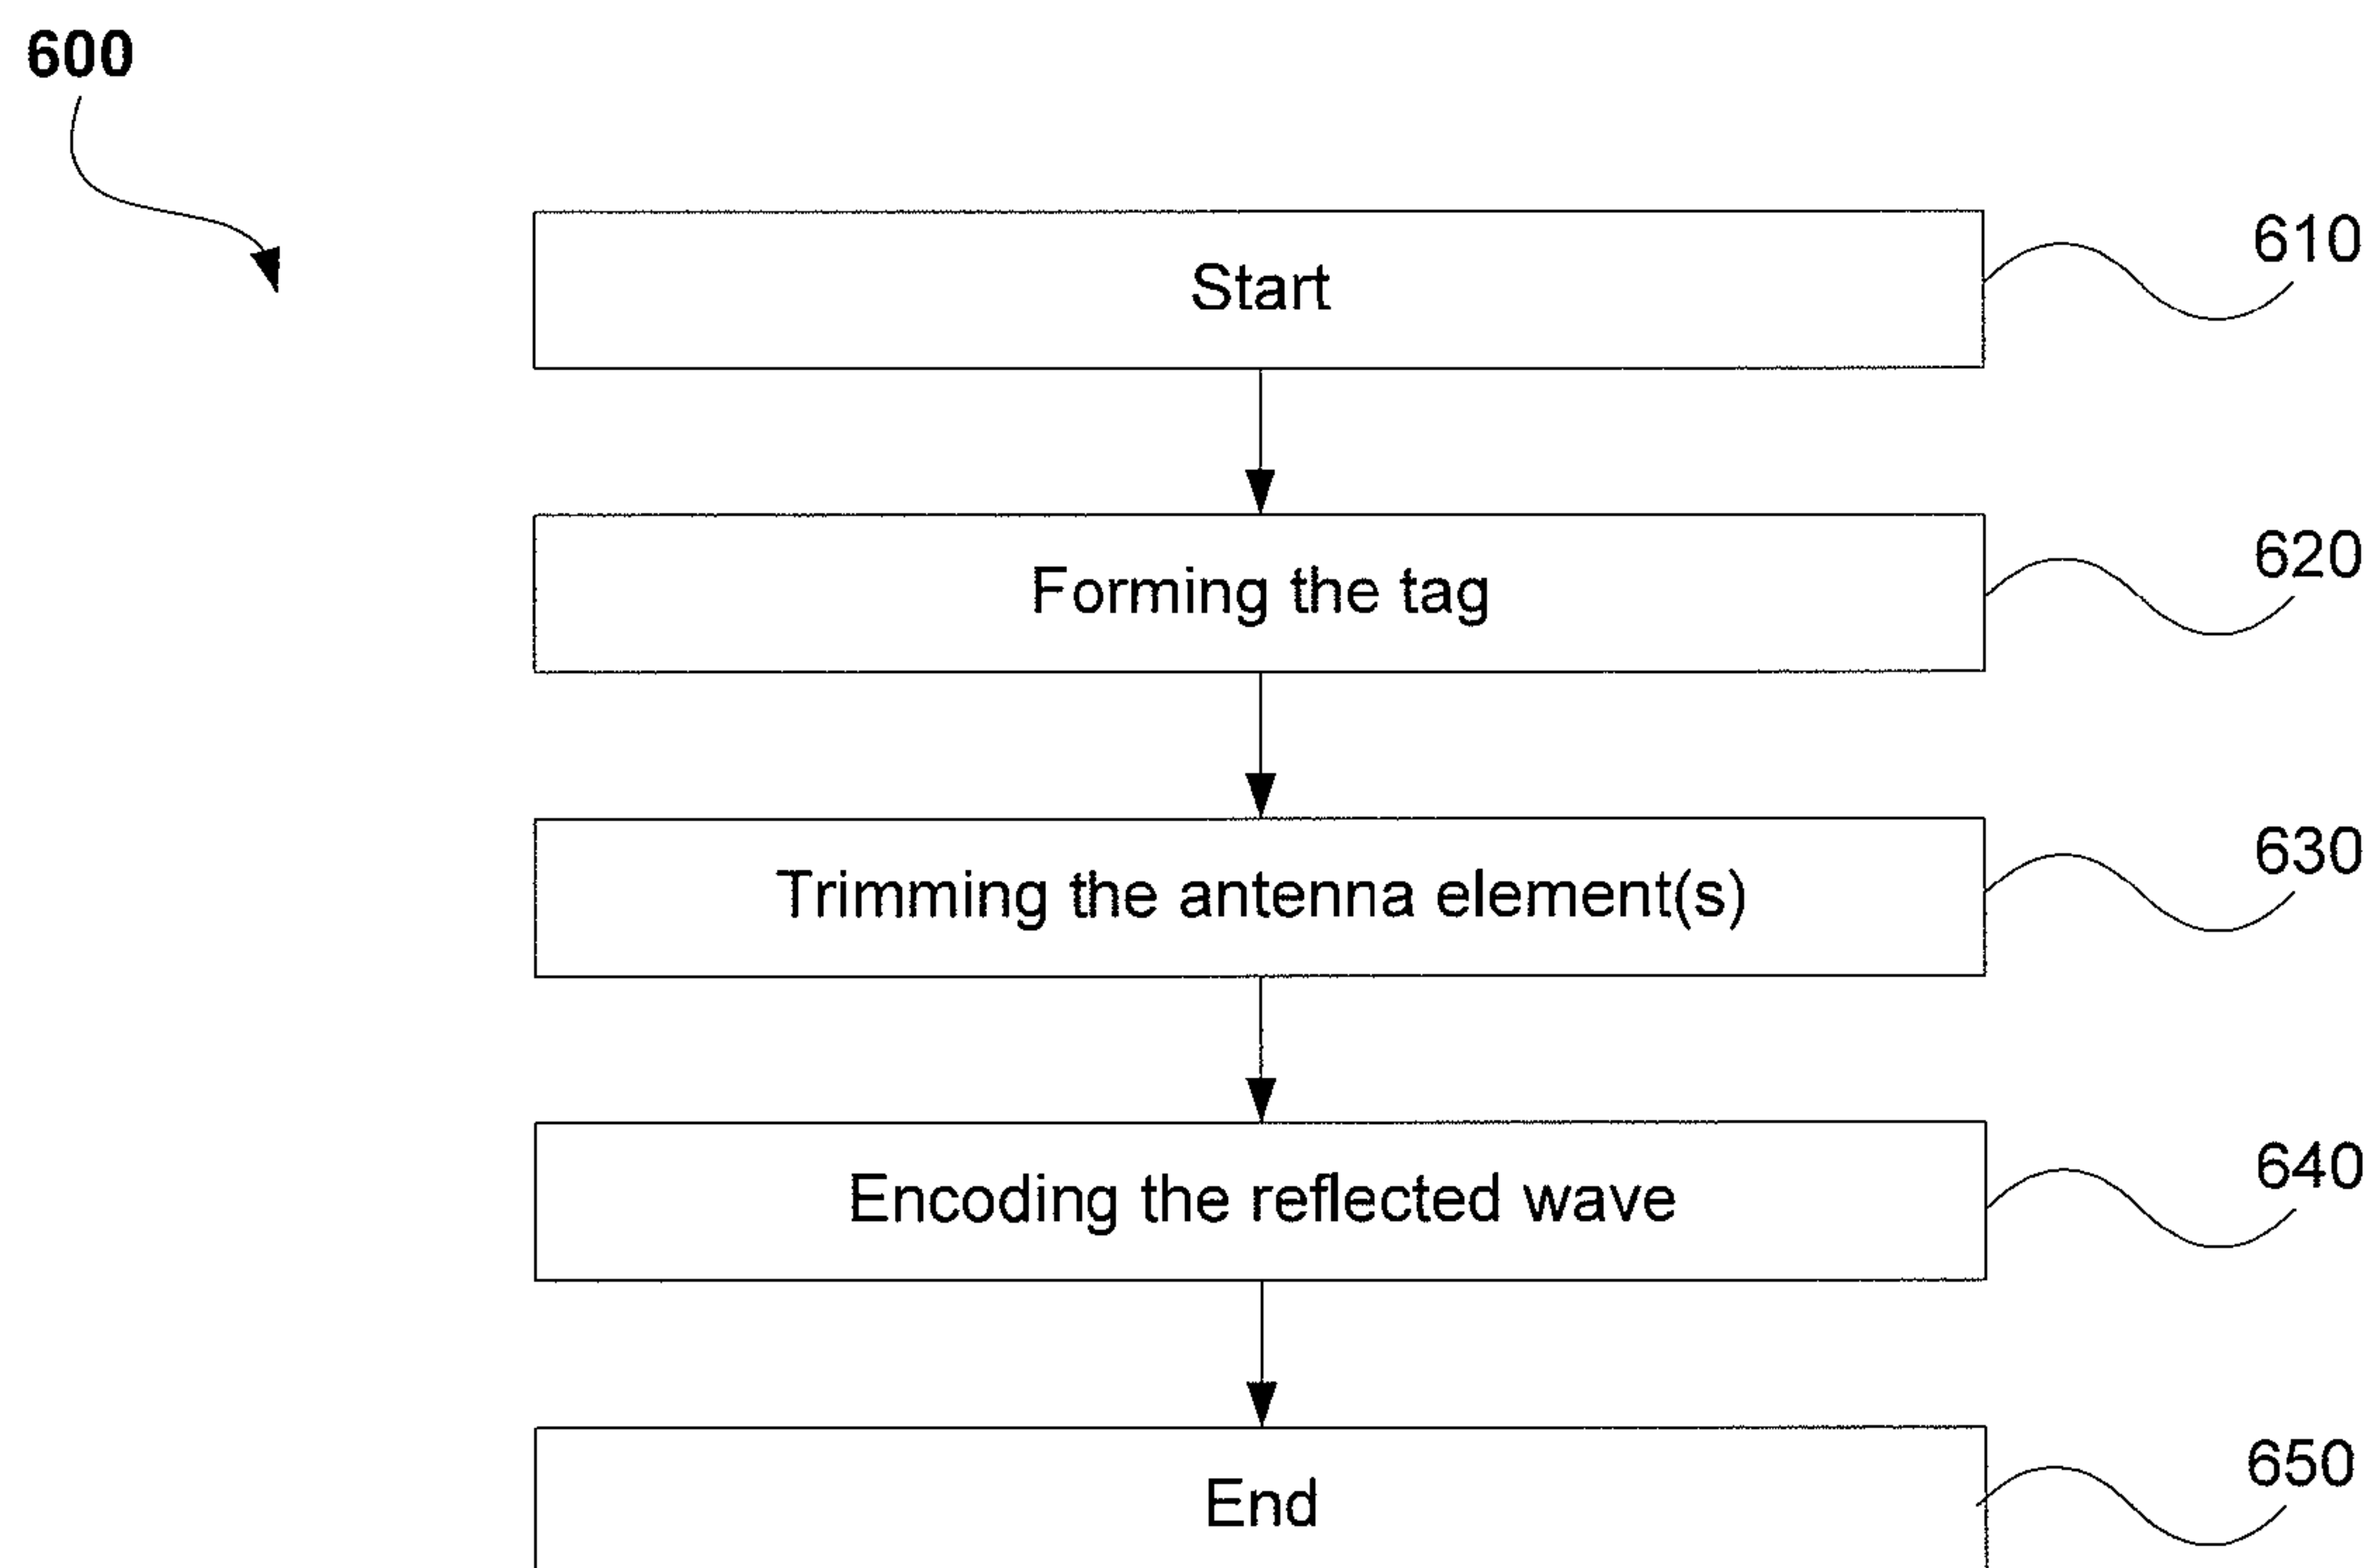 600
Start
610
Forming the tag
620
Trimming the antenna element(s)
630
Encoding the reflected wave
640
End
650